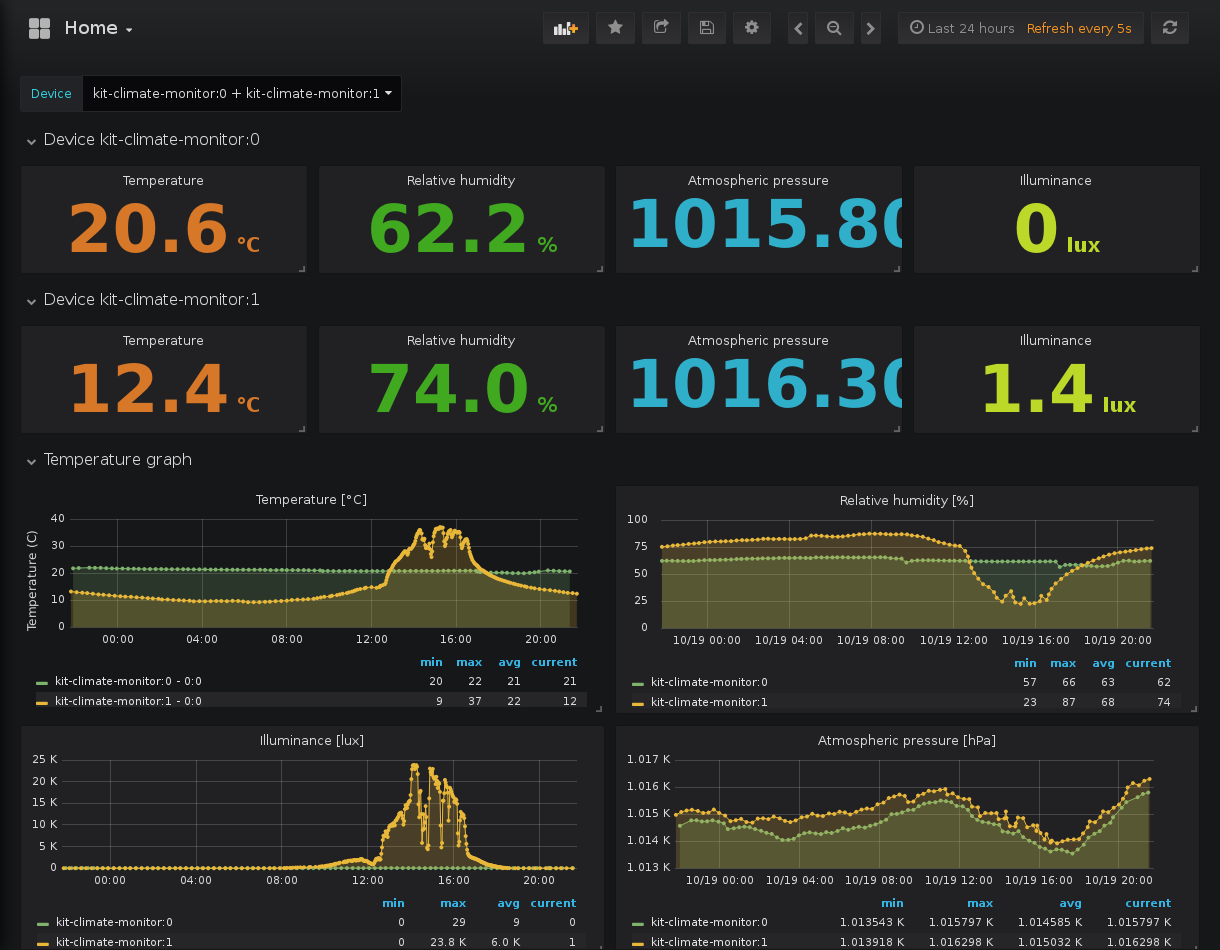 Home
Last 24 hours Refresh every 5s
Device kit-climate-monitor:0 + kit-climate-monitor:1
Device kit-climate-monitor:0
Temperature
20.6 °C
Relative humidity
62.2 %
Atmospheric pressure
1015.80
Illuminance
0 lux
Device kit-climate-monitor:1
Temperature
12.4 °C
Relative humidity
74.0 %
Atmospheric pressure
1016.30
Illuminance
1.4 lux
Temperature graph
Temperature [°C]
Temperature (C)
40
30
20
10
0
00:00 04:00 08:00 12:00 16:00 20:00
min max avg current
kit-climate-monitor:0 - 0:0 20 22 21 21
kit-climate-monitor:1 - 0:0 9 37 22 12
Relative humidity [%]
100
75
50
25
0
10/19 00:00 10/19 04:00 10/19 08:00 10/19 12:00 10/19 16:00 10/19 20:00
min max avg current
kit-climate-monitor:0 57 66 63 62
kit-climate-monitor:1 23 87 68 74
Illuminance [lux]
25 K
20 K
15 K
10 K
5 K
0
00:00 04:00 08:00 12:00 16:00 20:00
min max avg current
kit-climate-monitor:0 0 29 9 0
kit-climate-monitor:1 0 23.8 K 6.0 K 1
Atmospheric pressure [hPa]
1.017 K
1.016 K
1.015 K
1.014 K
1.013 K
10/19 00:00 10/19 04:00 10/19 08:00 10/19 12:00 10/19 16:00 10/19 20:00
min max avg current
kit-climate-monitor:0 1.013543 K 1.015797 K 1.014585 K 1.015797 K
kit-climate-monitor:1 1.013918 K 1.016298 K 1.015032 K 1.016298 K